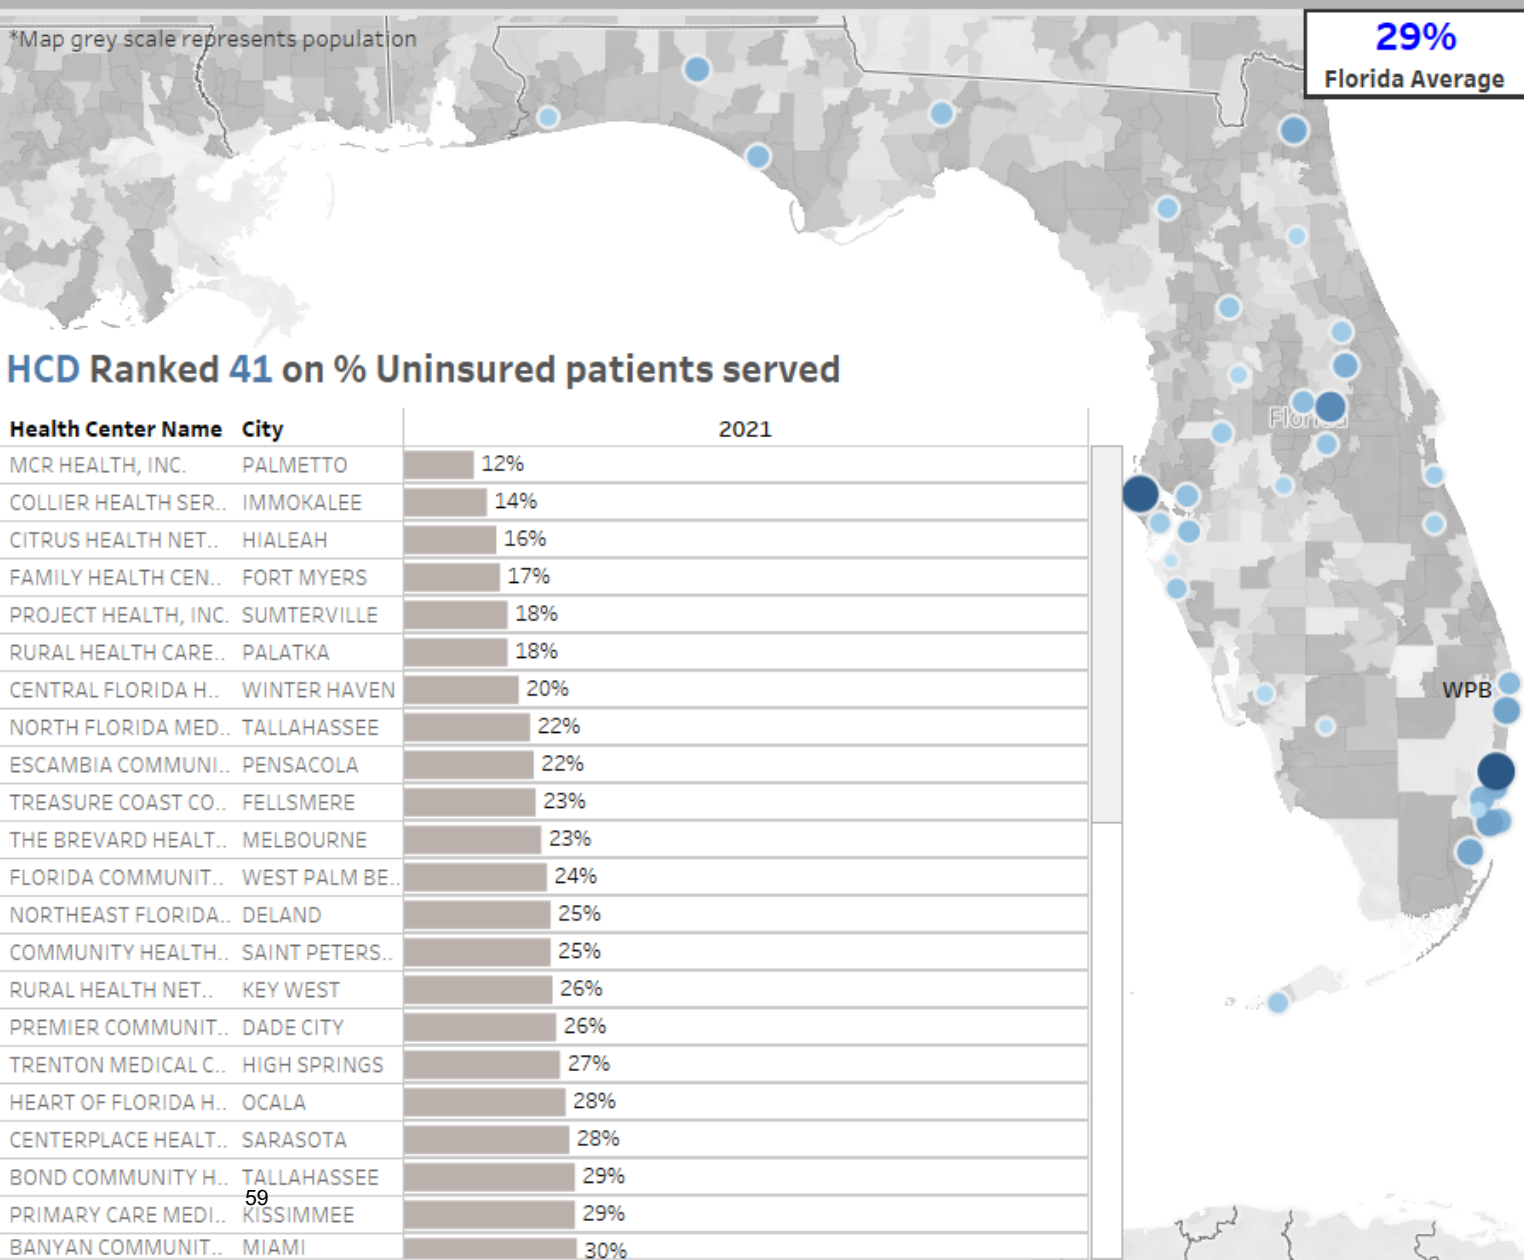 *Map grey scale represents population
29%
Florida Average
Florida
HCD Ranked 41 on % Uninsured patients served
Health Center Name City 2021
MCR HEALTH, INC. PALMETTO 12%
COLLIER HEALTH SER.. IMMOKALEE 14%
CITRUS HEALTH NET.. HIALEAH 16%
FAMILY HEALTH CEN.. FORT MYERS 17%
PROJECT HEALTH, INC. SUMTERVILLE 18%
RURAL HEALTH CARE.. PALATKA 18%
CENTRAL FLORIDA H.. WINTER HAVEN 20%
NORTH FLORIDA MED.. TALLAHASSEE 22%
ESCAMBIA COMMUNI.. PENSACOLA 22%
TREASURE COAST CO.. FELLSMERE 23%
THE BREVARD HEALT.. MELBOURNE 23%
FLORIDA COMMUNIT.. WEST PALM BE.. 24%
NORTHEAST FLORIDA.. DELAND 25%
COMMUNITY HEALTH.. SAINT PETERS.. 25%
RURAL HEALTH NET.. KEY WEST 26%
PREMIER COMMUNIT.. DADE CITY 26%
TRENTON MEDICAL C.. HIGH SPRINGS 27%
HEART OF FLORIDA H.. OCALA 28%
CENTERPLACE HEALT.. SARASOTA 28%
BOND COMMUNITY H.. TALLAHASSEE 29%
59
PRIMARY CARE MEDI.. KISSIMMEE 29%
BANYAN COMMUNIT.. MIAMI 30%
WPB